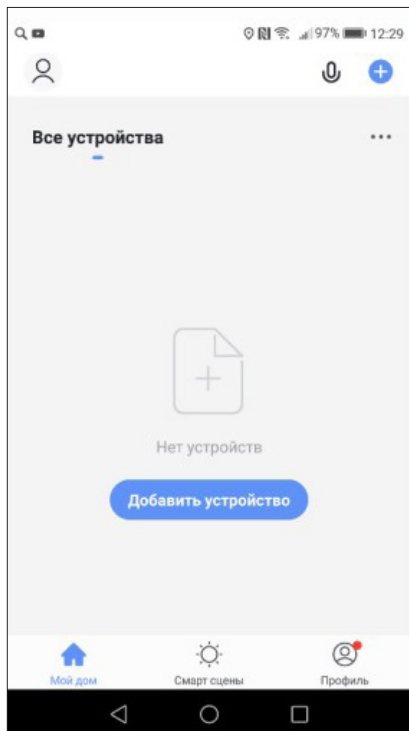 97% 12:29
Все устройства
Нет устройств
Добавить устройство
Мой дом Смарт сцены Профиль